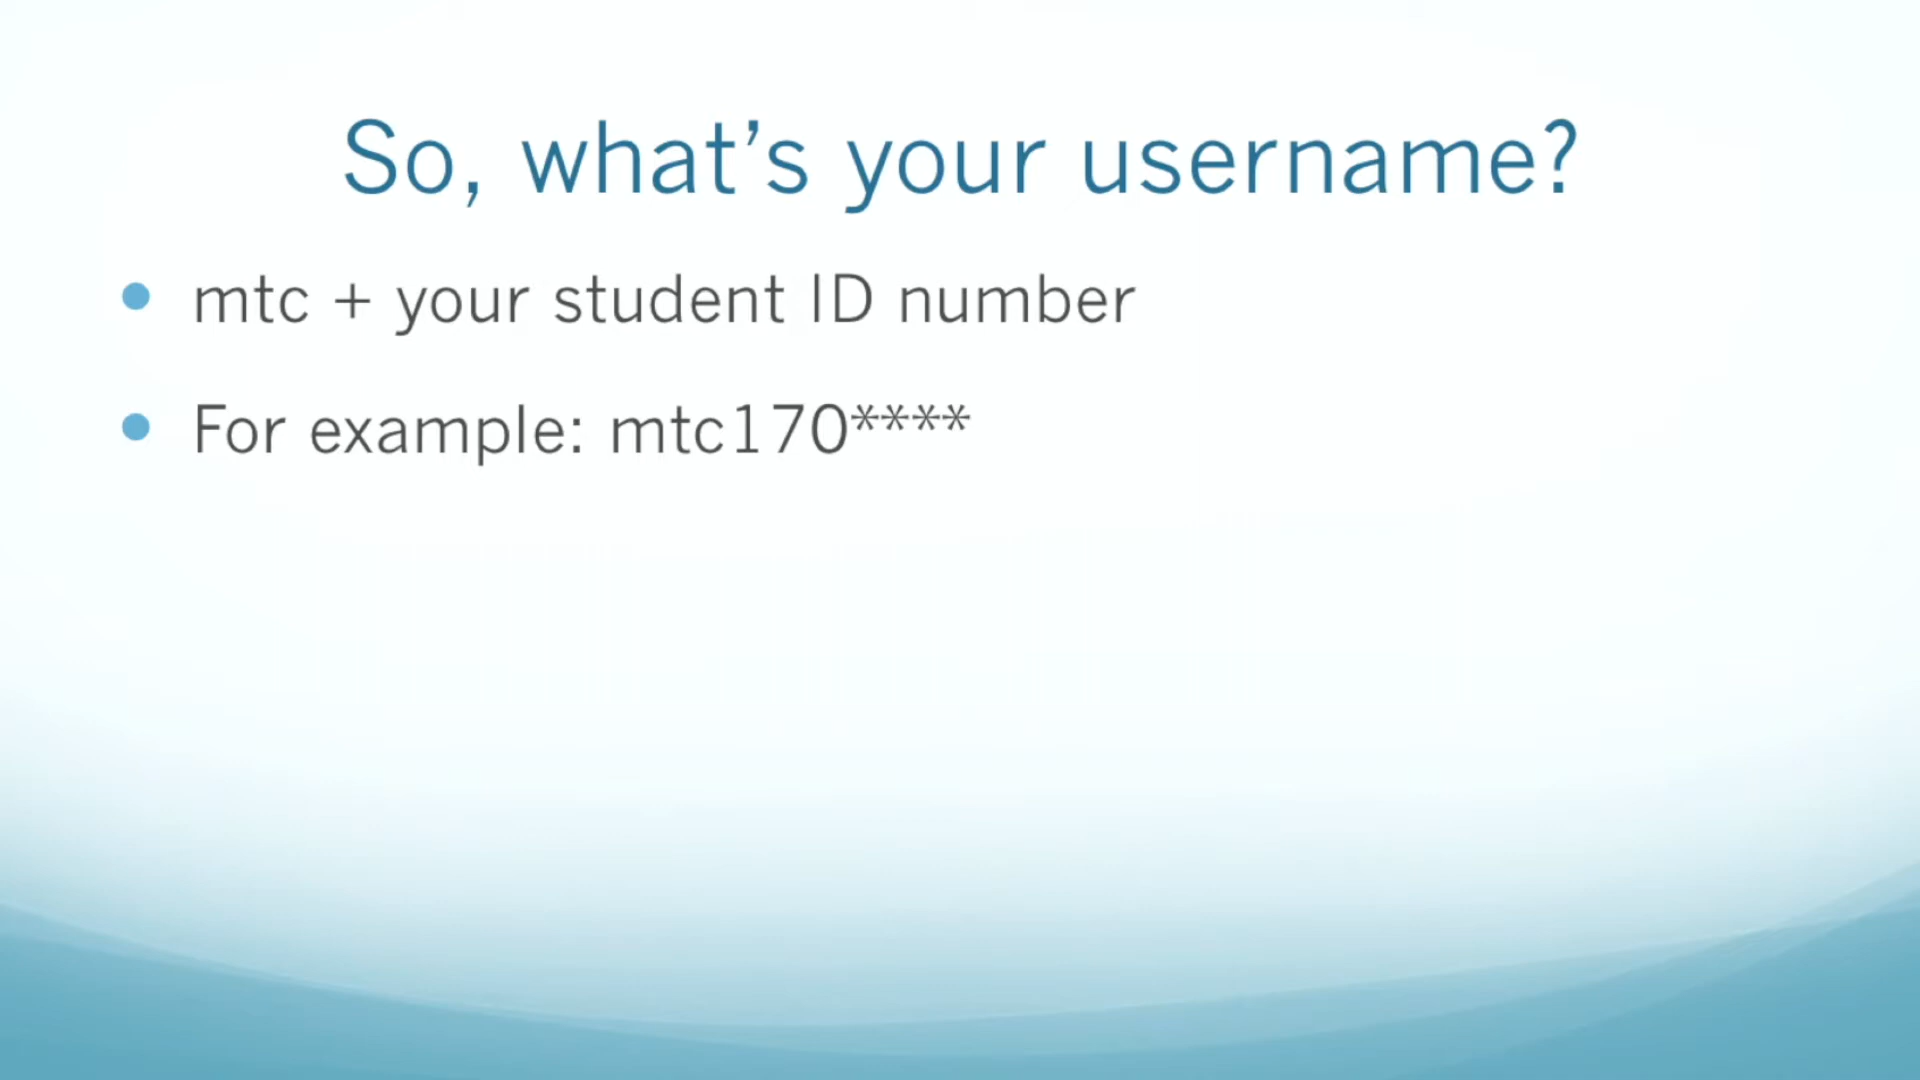 So, what’s your username?
• mtc + your student ID number
• For example: mtc170****